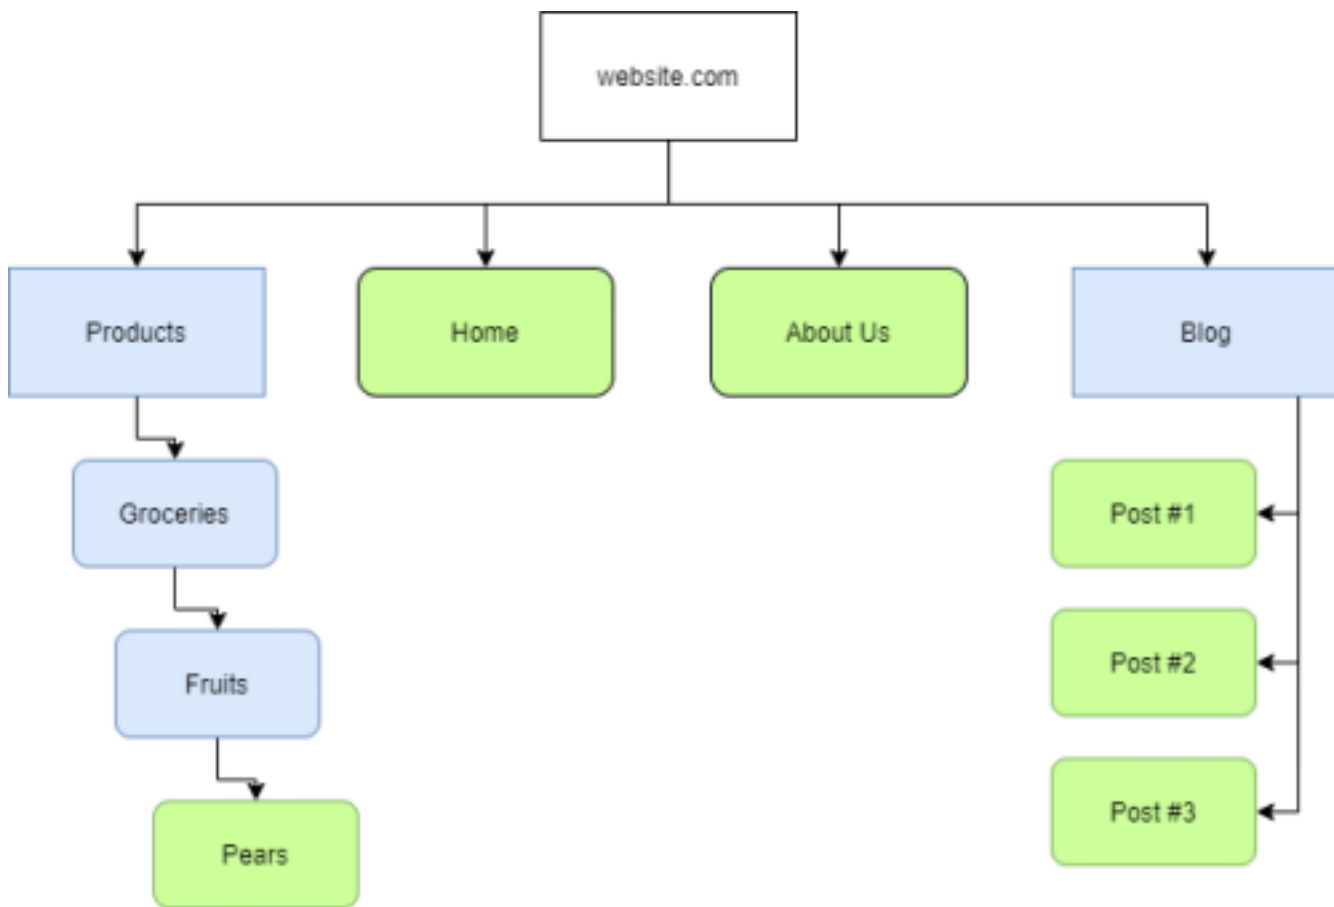 website.com
Products
Home
About Us
Blog
Groceries
Post #1
Fruits
Post #2
Pears
Post #3